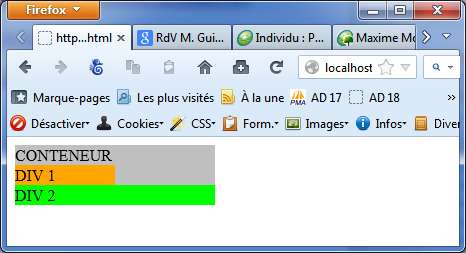 Firefox
http...html
RdV M. Gui...
Individu : P...
Maxime Mo
localhost
Marque-pages
Les plus visités
À la une
PMA
AD 17
AD 18
»
Désactiver
Cookies
CSS
Form.
Images
Infos
Diver
CONTENEUR
DIV 1
DIV 2